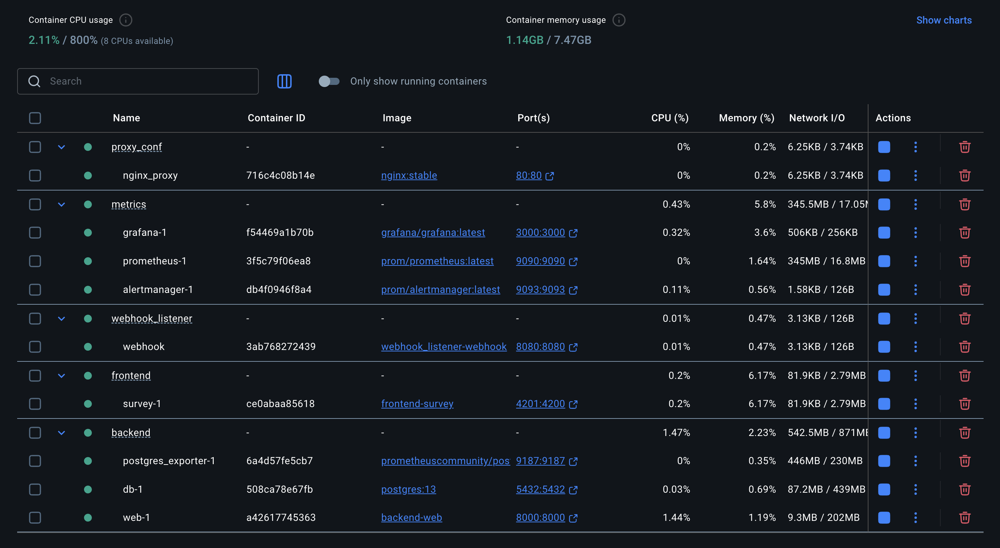 Container CPU usage
2.11% / 800% (8 CPUs available)
Container memory usage
1.14GB / 7.47GB
Show charts
Search
Only show running containers
Name Container ID Image Port(s) CPU (%) Memory (%) Network I/O Actions
proxy_conf - - - 0% 0.2% 6.25KB / 3.74KB
nginx_proxy 716c4c08b14e nginx:stable 80:80 0% 0.2% 6.25KB / 3.74KB
metrics - - - 0.43% 5.8% 345.5MB / 17.05M
grafana-1 f54469a1b70b grafana/grafana:latest 3000:3000 0.32% 3.6% 506KB / 256KB
prometheus-1 3f5c79f06ea8 prom/prometheus:latest 9090:9090 0% 1.64% 345MB / 16.8MB
alertmanager-1 db4f0946f8a4 prom/alertmanager:latest 9093:9093 0.11% 0.56% 1.58KB / 126B
webhook_listener - - - 0.01% 0.47% 3.13KB / 126B
webhook 3ab768272439 webhook_listener-webhook 8080:8080 0.01% 0.47% 3.13KB / 126B
frontend - - - 0.2% 6.17% 81.9KB / 2.79MB
survey-1 ce0abaa85618 frontend-survey 4201:4200 0.2% 6.17% 81.9KB / 2.79MB
backend - - - 1.47% 2.23% 542.5MB / 871MB
postgres_exporter-1 6a4d57fe5cb7 prometheuscommunity/pos 9187:9187 0% 0.35% 446MB / 230MB
db-1 508ca78e67fb postgres:13 5432:5432 0.03% 0.69% 87.2MB / 439MB
web-1 a42617745363 backend-web 8000:8000 1.44% 1.19% 9.3MB / 202MB